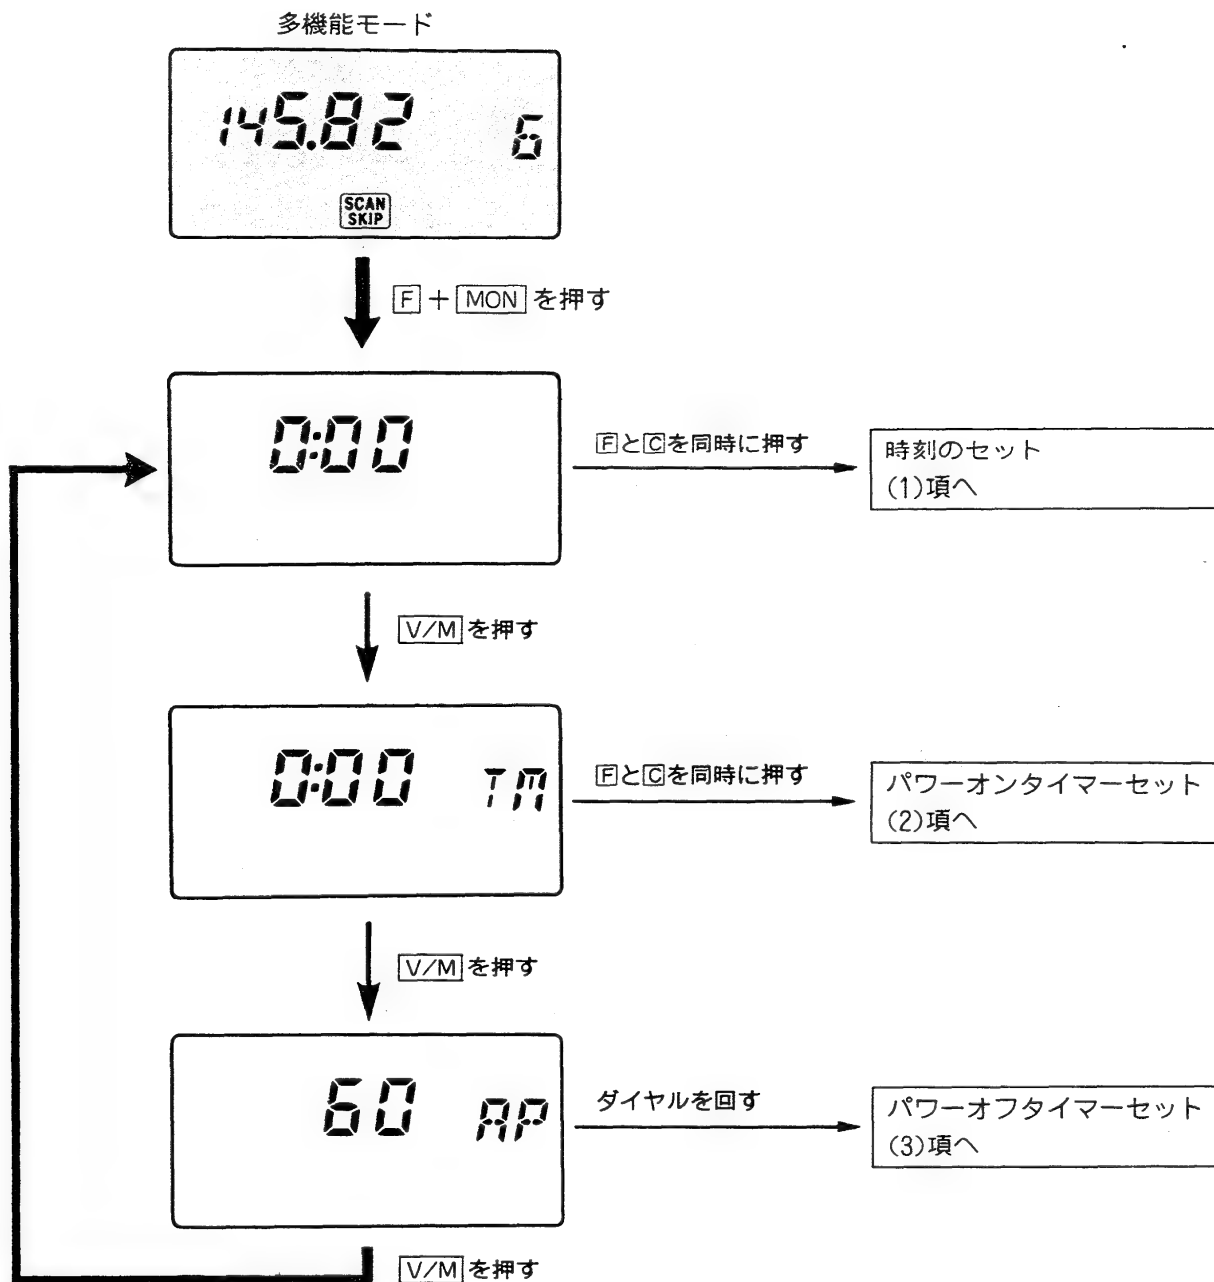 多機能モード
145.82 6
SCAN
SKIP
F + MON を押す
0:00
FとCを同時に押す
時刻のセット
(1)項へ
V/M を押す
0:00 TM
FとCを同時に押す
パワーオンタイマーセット
(2)項へ
V/M を押す
60 AP
ダイヤルを回す
パワーオフタイマーセット
(3)項へ
V/M を押す